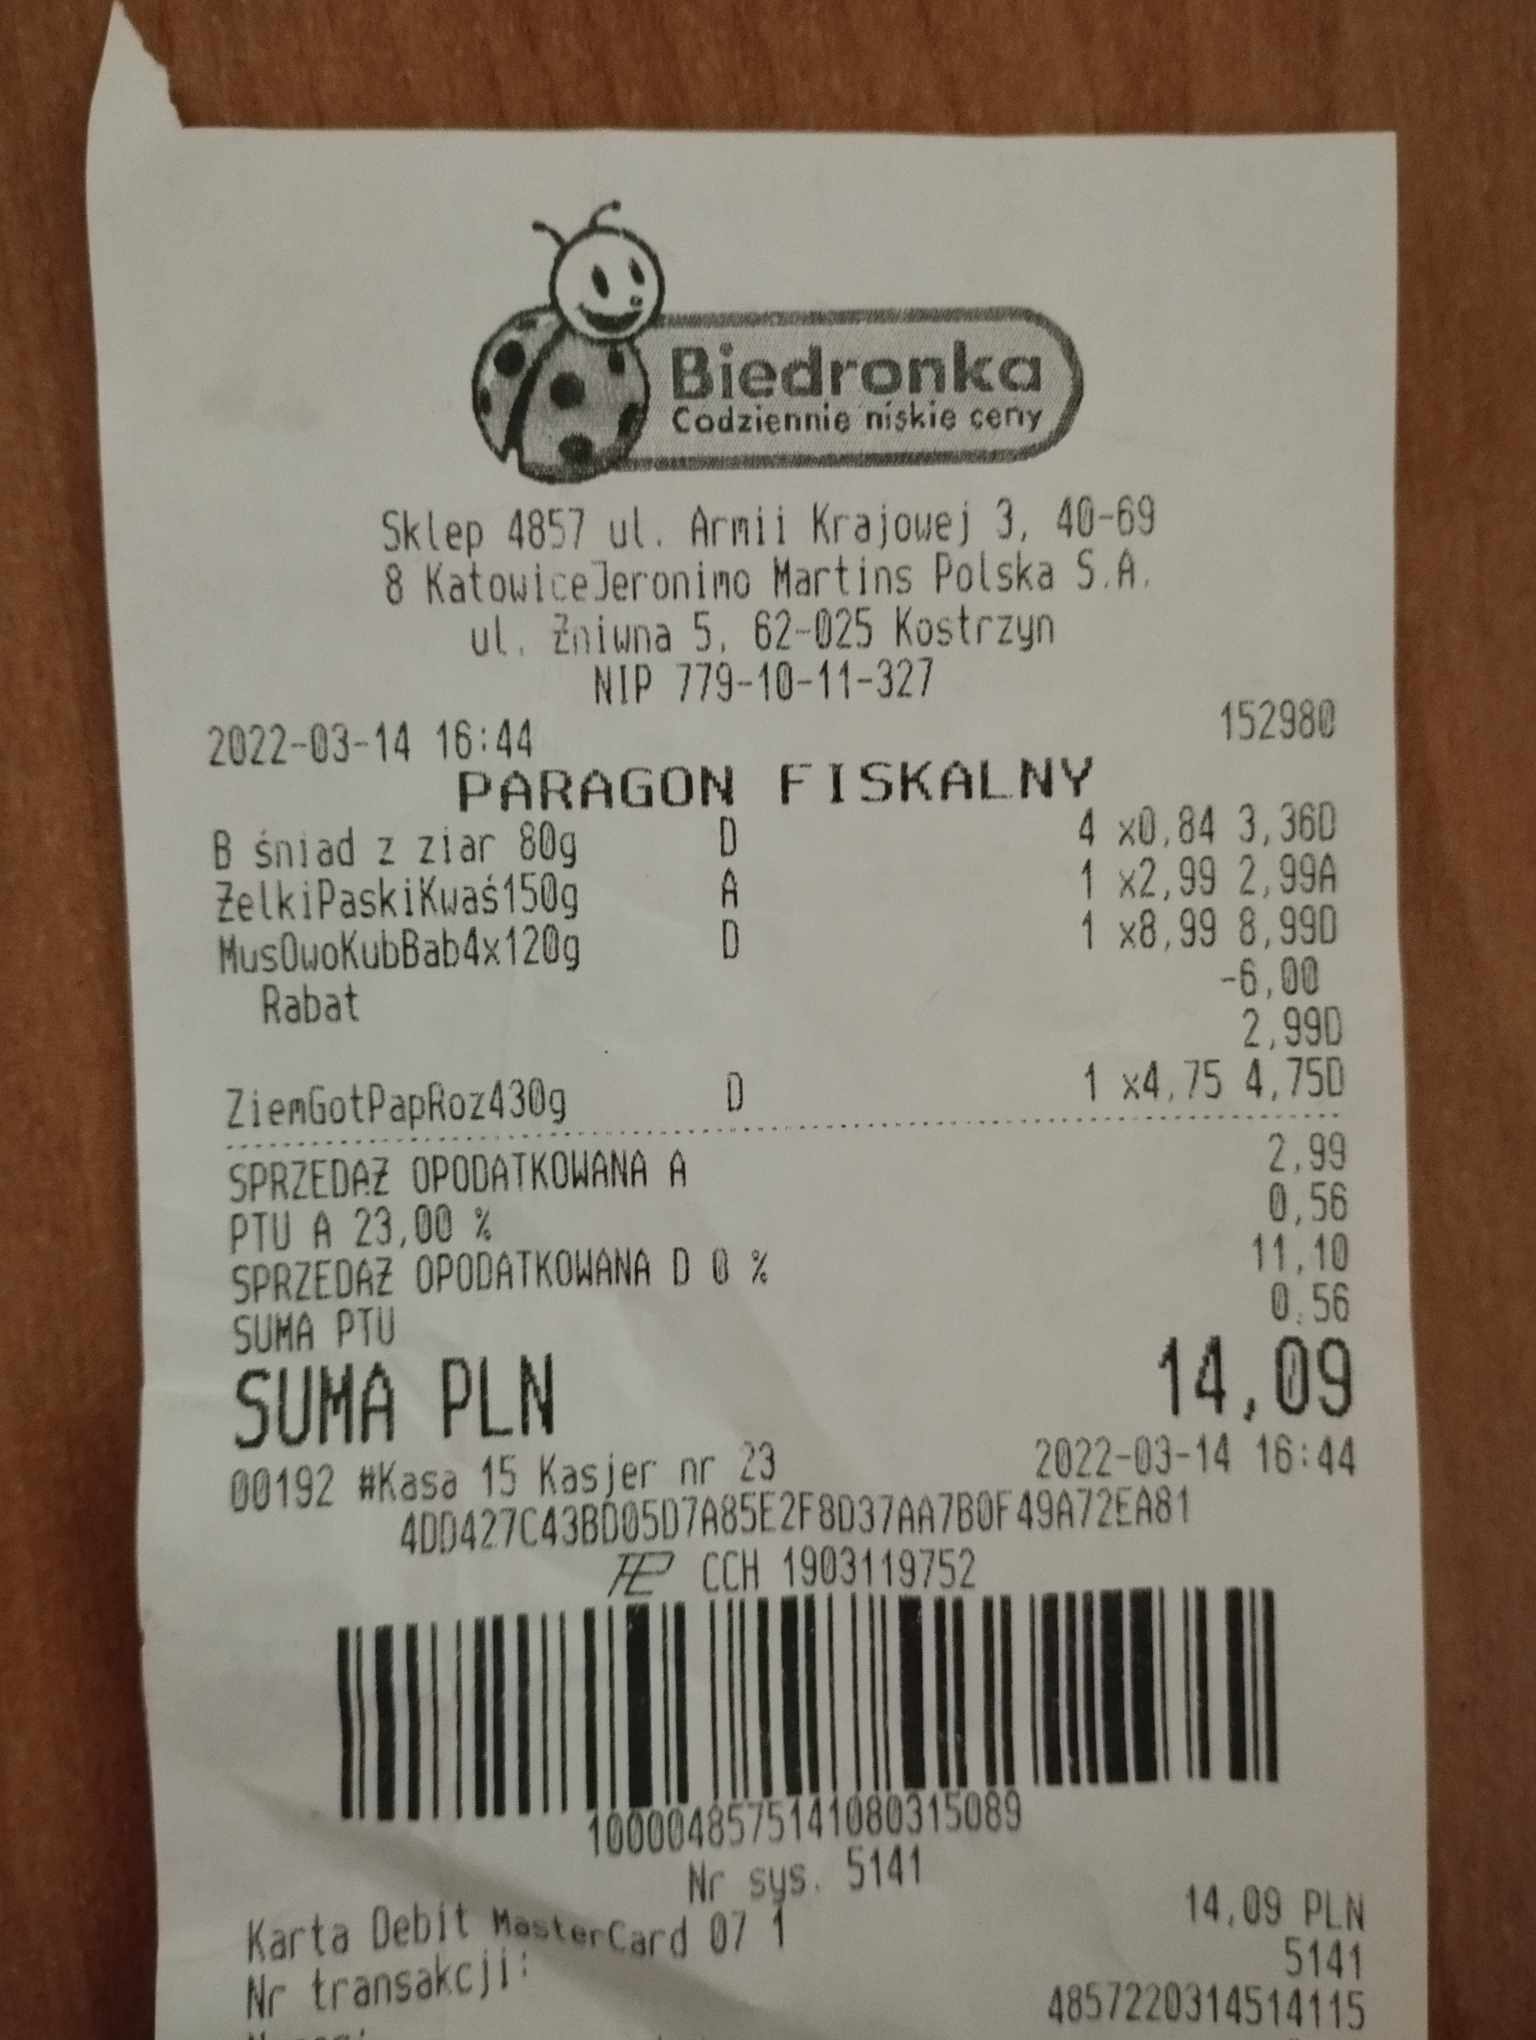 Biedronka
Codziennie niskie ceny
Sklep 4857 ul. Armii Krajowej 3, 40-69
8 KatowiceJeronimo Martins Polska S.A.
ul. Żniwna 5, 62-025 Kostrzyn
NIP 779-10-11-327
2022-03-14 16:44 152980
PARAGON FISKALNY
B śniad z ziar 80g D 4 x0,84 3,36D
ŻelkiPaskiKwaś150g A 1 x2,99 2,99A
MusOwoKubBab4x120g D 1 x8,99 8,99D
Rabat -6,00
2,99D
ZiemGotPapRoz430g D 1 x4,75 4,75D
SPRZEDAŻ OPODATKOWANA A 2,99
PTU A 23,00 % 0,56
SPRZEDAŻ OPODATKOWANA D 0 % 11,10
SUMA PTU 0,56
SUMA PLN 14,09
00192 #Kasa 15 Kasjer nr 23 2022-03-14 16:44
4DD427C43BD05D7A85E2F8D37AA7B0F49A72EA81
CCH 1903119752
1000048575141080315089
Nr sys. 5141
Karta Debit MasterCard 07 1 14,09 PLN
Nr transakcji: 5141
4857220314514115